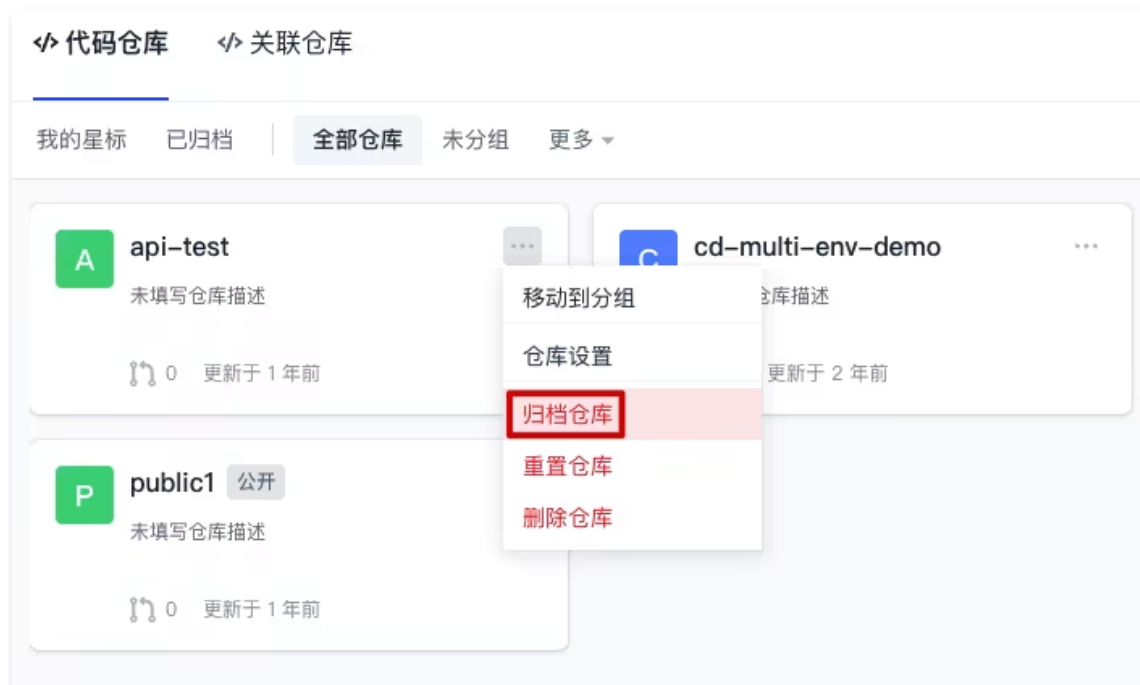 </> 代码仓库 </> 关联仓库
我的星标 已归档 全部仓库 未分组 更多
A api-test ···
未填写仓库描述
0 更新于 1 年前
C cd-multi-env-demo ···
仓库描述
更新于 2 年前
移动到分组
仓库设置
归档仓库
重置仓库
删除仓库
P public1 公开
未填写仓库描述
0 更新于 1 年前